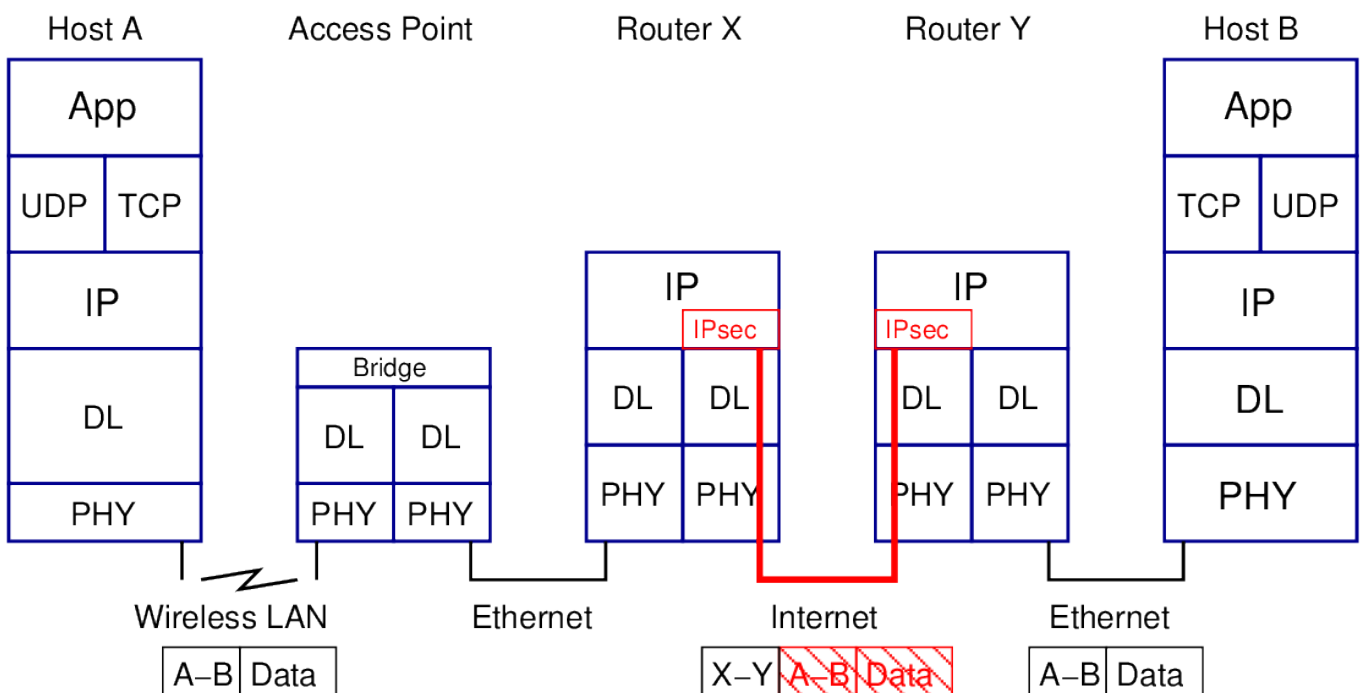 Host A
Access Point
Router X
Router Y
Host B
App
App
UDP TCP
TCP UDP
IP
IP
IP
IP
IPsec
IPsec
Bridge
DL
DL DL
DL DL
DL DL
DL
PHY
PHY PHY
PHY PHY
PHY PHY
PHY
Wireless LAN
Ethernet
Internet
Ethernet
A–B Data
X–Y A–B Data
A–B Data